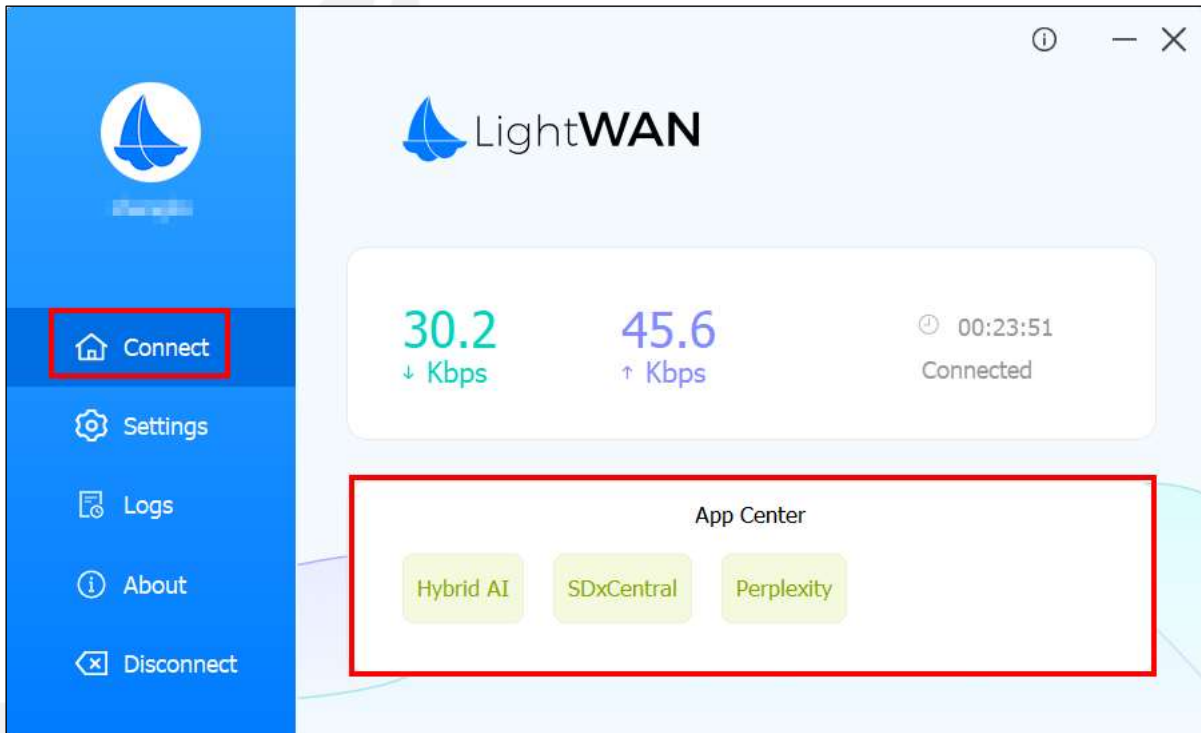 LightWAN
Connect
Settings
Logs
About
Disconnect
30.2
↓ Kbps
45.6
↑ Kbps
00:23:51
Connected
App Center
Hybrid AI
SDxCentral
Perplexity